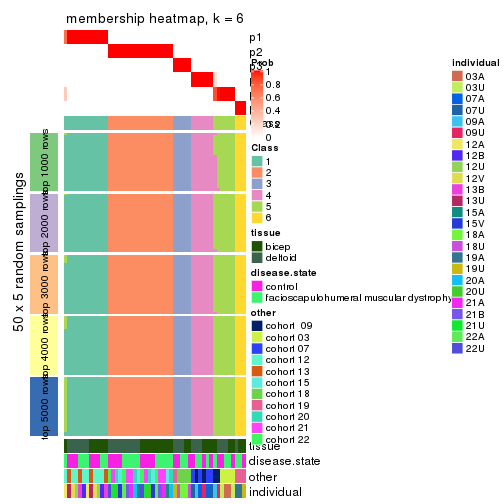 membership heatmap, k = 6
p1
p2
p3
Prob
1
0.8
0.6
0.4
0.2
0
Class
1
2
3
4
5
6
tissue
bicep
deltoid
disease.state
control
facioscapulohumeral muscular dystrophy
other
cohort 09
cohort 03
cohort 07
cohort 12
cohort 13
cohort 15
cohort 18
cohort 19
cohort 20
cohort 21
cohort 22
individual
03A
03U
07A
07U
09A
09U
12A
12B
12U
12V
13B
13U
15A
15V
18A
18U
19A
19U
20A
20U
21A
21B
21U
22A
22U
50 x 5 random samplings
top 1000 rows
top 2000 rows
top 3000 rows
top 4000 rows
top 5000 rows
tissue
disease.state
other
individual